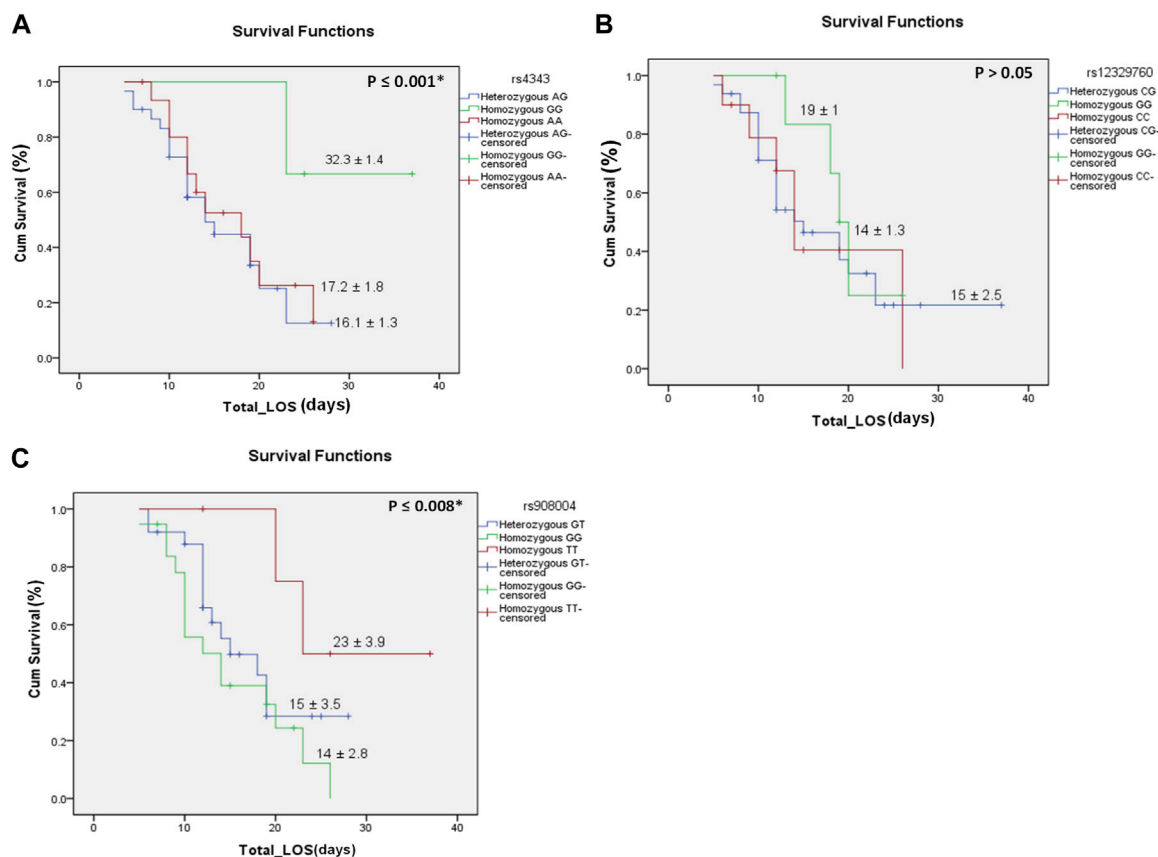 A
Survival Functions
P ≤ 0.001*
rs4343
Heterozygous AG
Homozygous GG
Homozygous AA
Heterozygous AG-
censored
Homozygous GG-
censored
Homozygous AA-
censored
32.3 ± 1.4
17.2 ± 1.8
16.1 ± 1.3
Cum Survival (%)
1.0
0.8
0.6
0.4
0.2
0.0
0
10
20
30
40
Total_LOS (days)
B
Survival Functions
P > 0.05
rs12329760
Heterozygous CG
Homozygous GG
Homozygous CC
Heterozygous CG-
censored
Homozygous GG-
censored
Homozygous CC-
censored
19 ± 1
14 ± 1.3
15 ± 2.5
Cum Survival (%)
1.0
0.8
0.6
0.4
0.2
0.0
0
10
20
30
40
Total_LOS (days)
C
Survival Functions
P ≤ 0.008*
rs908004
Heterozygous GT
Homozygous GG
Homozygous TT
Heterozygous GT-
censored
Homozygous GG-
censored
Homozygous TT-
censored
23 ± 3.9
15 ± 3.5
14 ± 2.8
Cum Survival (%)
1.0
0.8
0.6
0.4
0.2
0.0
0
10
20
30
40
Total_LOS(days)